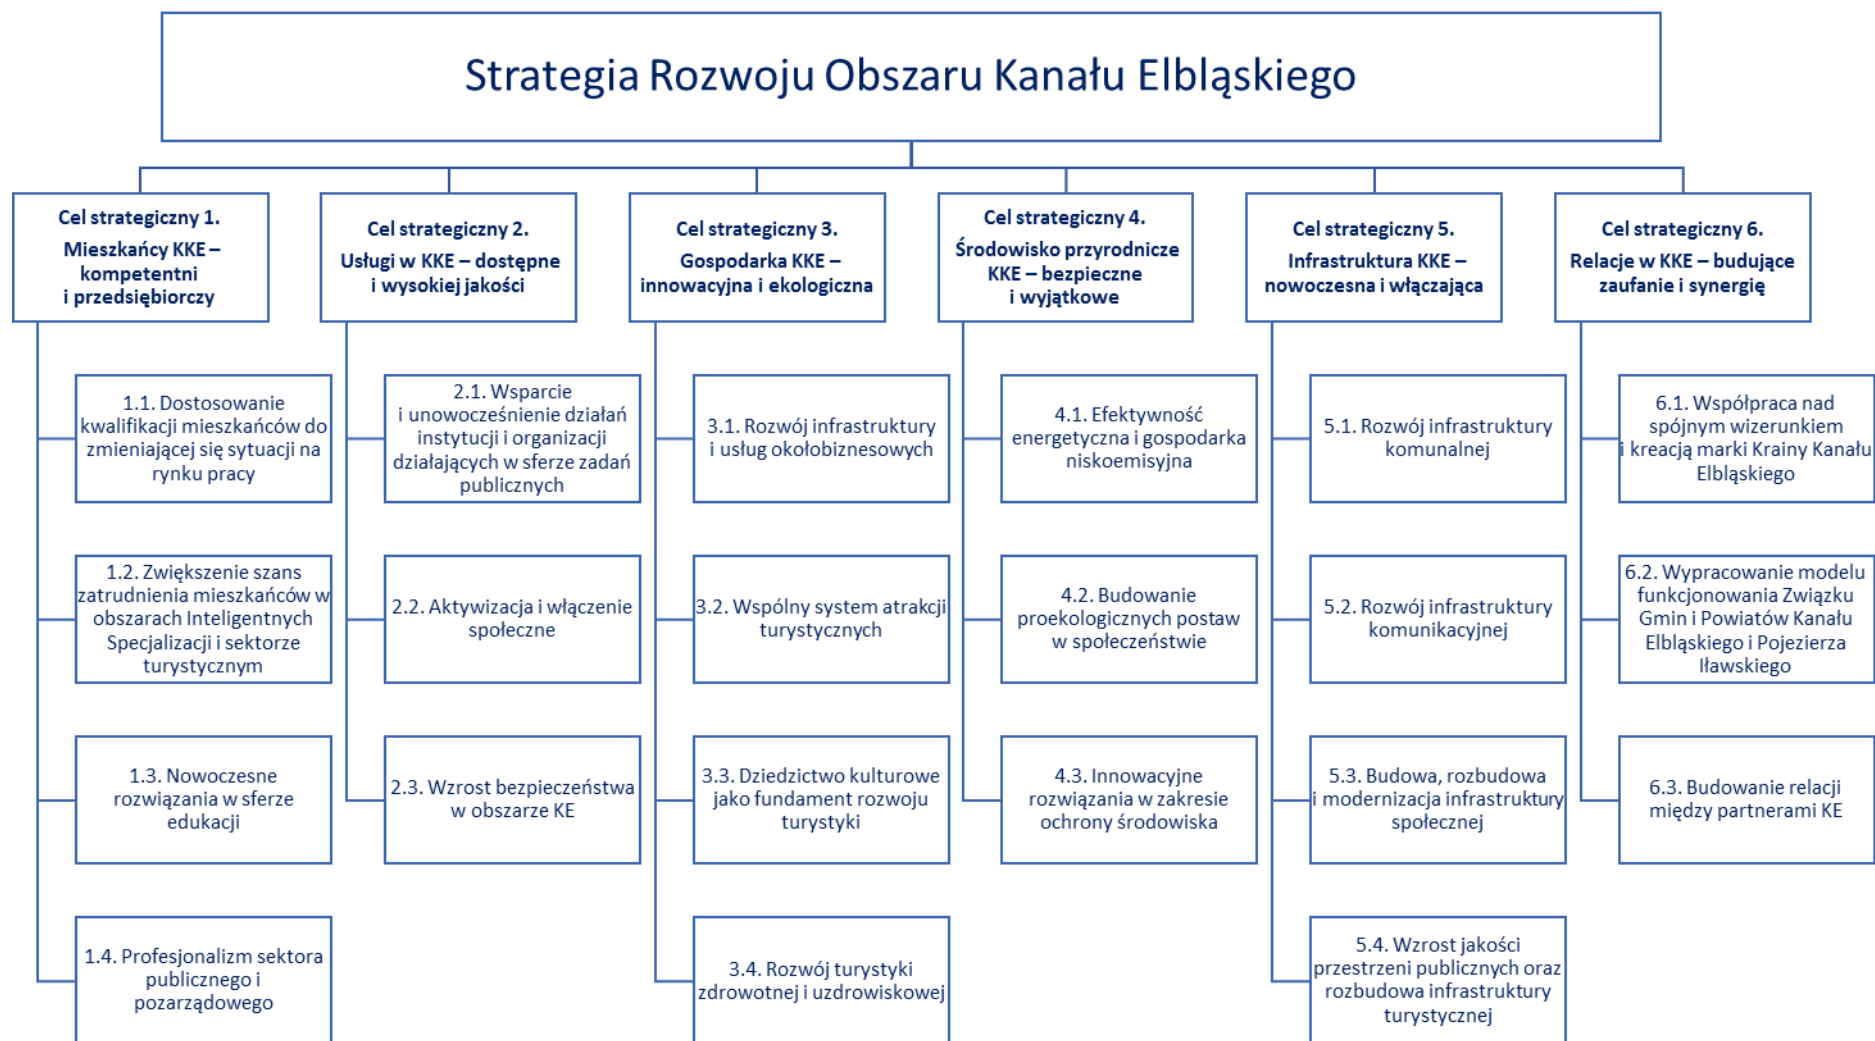 Strategia Rozwoju Obszaru Kanału Elbląskiego
Cel strategiczny 1.
Mieszkańcy KKE –
kompetentni
i przedsiębiorczy
Cel strategiczny 2.
Usługi w KKE – dostępne
i wysokiej jakości
Cel strategiczny 3.
Gospodarka KKE –
innowacyjna i ekologiczna
Cel strategiczny 4.
Środowisko przyrodnicze
KKE – bezpieczne
i wyjątkowe
Cel strategiczny 5.
Infrastruktura KKE –
nowoczesna i włączająca
Cel strategiczny 6.
Relacje w KKE – budujące
zaufanie i synergię
1.1. Dostosowanie
kwalifikacji mieszkańców do
zmieniającej się sytuacji na
rynku pracy
1.2. Zwiększenie szans
zatrudnienia mieszkańców w
obszarach Inteligentnych
Specjalizacji i sektorze
turystycznym
1.3. Nowoczesne
rozwiązania w sferze
edukacji
1.4. Profesjonalizm sektora
publicznego i
pozarządowego
2.1. Wsparcie
i unowocześnienie działań
instytucji i organizacji
działających w sferze zadań
publicznych
2.2. Aktywizacja i włączenie
społeczne
2.3. Wzrost bezpieczeństwa
w obszarze KE
3.1. Rozwój infrastruktury
i usług okołobiznesowych
3.2. Wspólny system atrakcji
turystycznych
3.3. Dziedzictwo kulturowe
jako fundament rozwoju
turystyki
3.4. Rozwój turystyki
zdrowotnej i uzdrowiskowej
4.1. Efektywność
energetyczna i gospodarka
niskoemisyjna
4.2. Budowanie
proekologicznych postaw
w społeczeństwie
4.3. Innowacyjne
rozwiązania w zakresie
ochrony środowiska
5.1. Rozwój infrastruktury
komunalnej
5.2. Rozwój infrastruktury
komunikacyjnej
5.3. Budowa, rozbudowa
i modernizacja infrastruktury
społecznej
5.4. Wzrost jakości
przestrzeni publicznych oraz
rozbudowa infrastruktury
turystycznej
6.1. Współpraca nad
spójnym wizerunkiem
i kreacją marki Krainy Kanału
Elbląskiego
6.2. Wypracowanie modelu
funkcjonowania Związku
Gmin i Powiatów Kanału
Elbląskiego i Pojezierza
Iławskiego
6.3. Budowanie relacji
między partnerami KE